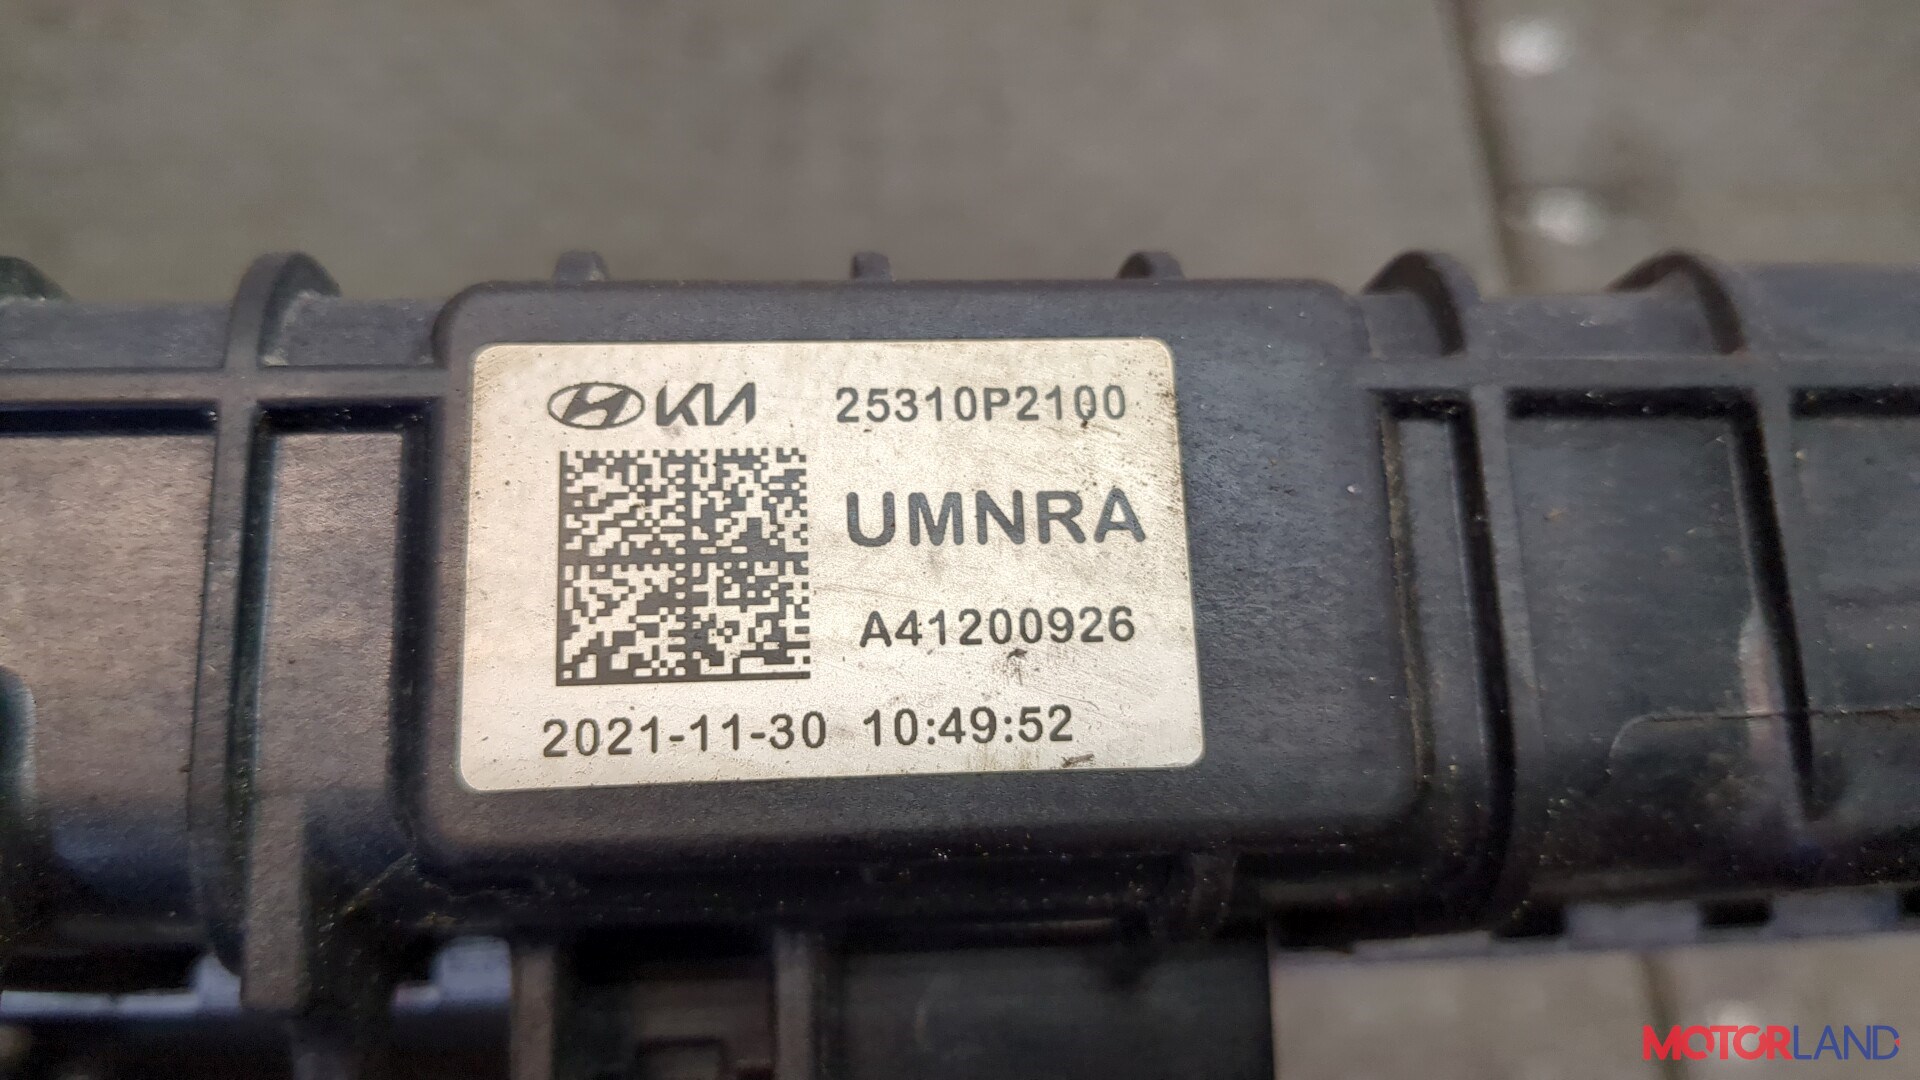 KIA 25310P2100
UMNRA
A41200926
2021-11-30 10:49:52
MOTORLAND